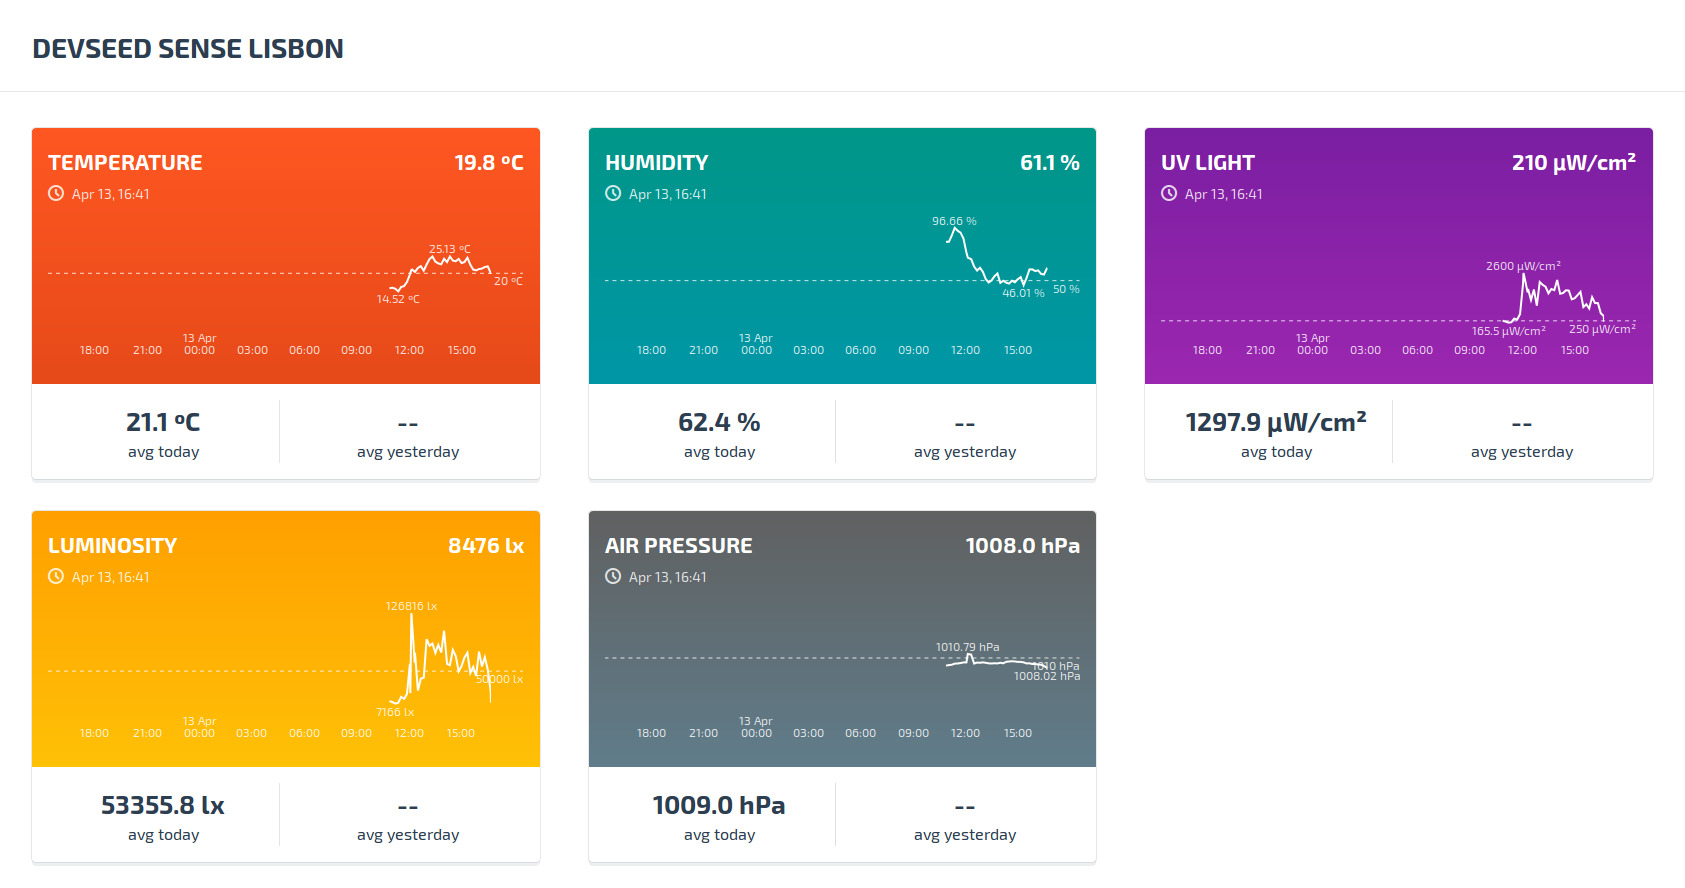 DEVSEED SENSE LISBON
TEMPERATURE 19.8 ºC
Apr 13, 16:41
25.13 ºC
20 ºC
14.52 ºC
13 Apr
18:00 21:00 00:00 03:00 06:00 09:00 12:00 15:00
21.1 ºC --
avg today avg yesterday
HUMIDITY 61.1 %
Apr 13, 16:41
96.66 %
50 %
46.01 %
13 Apr
18:00 21:00 00:00 03:00 06:00 09:00 12:00 15:00
62.4 % --
avg today avg yesterday
UV LIGHT 210 µW/cm²
Apr 13, 16:41
2600 µW/cm²
165.5 µW/cm² 250 µW/cm²
13 Apr
18:00 21:00 00:00 03:00 06:00 09:00 12:00 15:00
1297.9 µW/cm² --
avg today avg yesterday
LUMINOSITY 8476 lx
Apr 13, 16:41
126816 lx
50000 lx
7166 lx
13 Apr
18:00 21:00 00:00 03:00 06:00 09:00 12:00 15:00
53355.8 lx --
avg today avg yesterday
AIR PRESSURE 1008.0 hPa
Apr 13, 16:41
1010.79 hPa
1010 hPa
1008.02 hPa
13 Apr
18:00 21:00 00:00 03:00 06:00 09:00 12:00 15:00
1009.0 hPa --
avg today avg yesterday